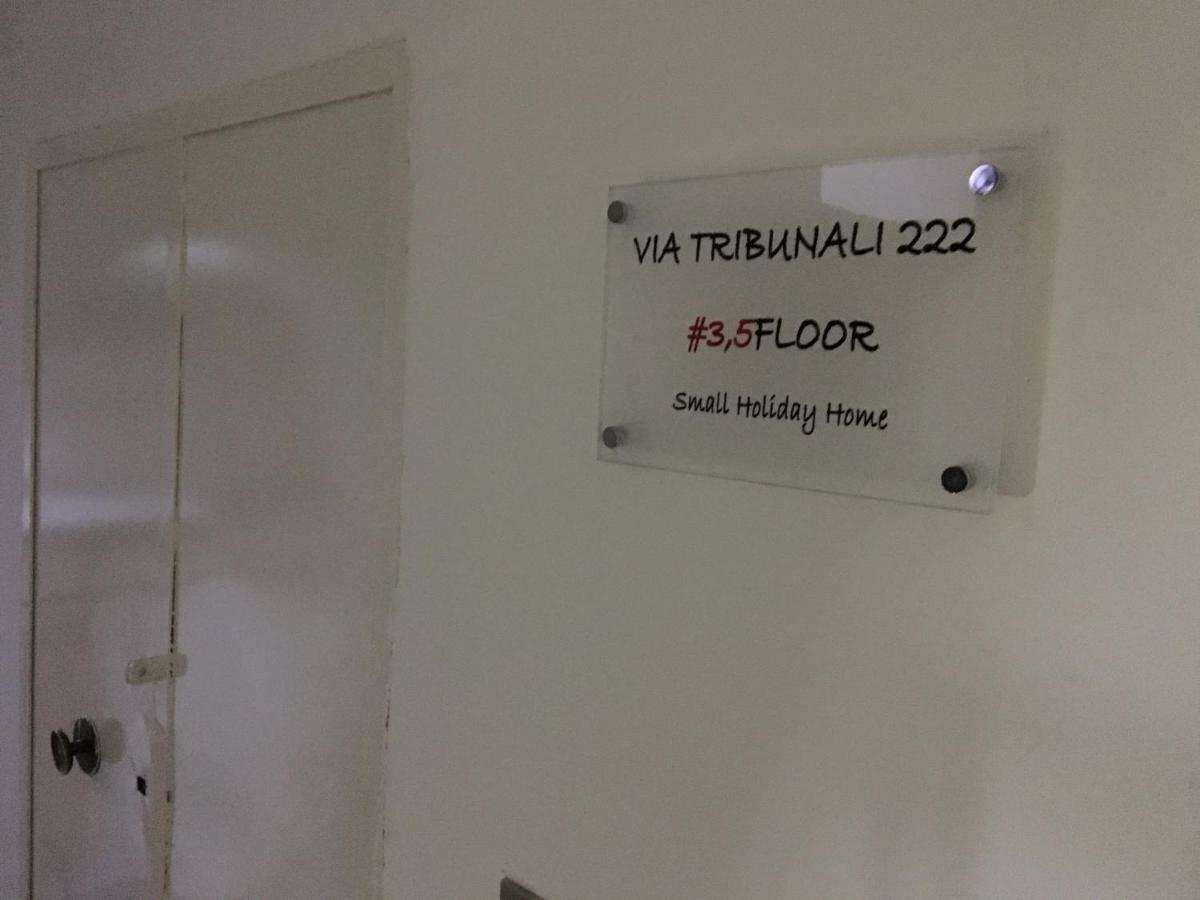 VIA TRIBUNALI 222
#3,5FLOOR
Small Holiday Home